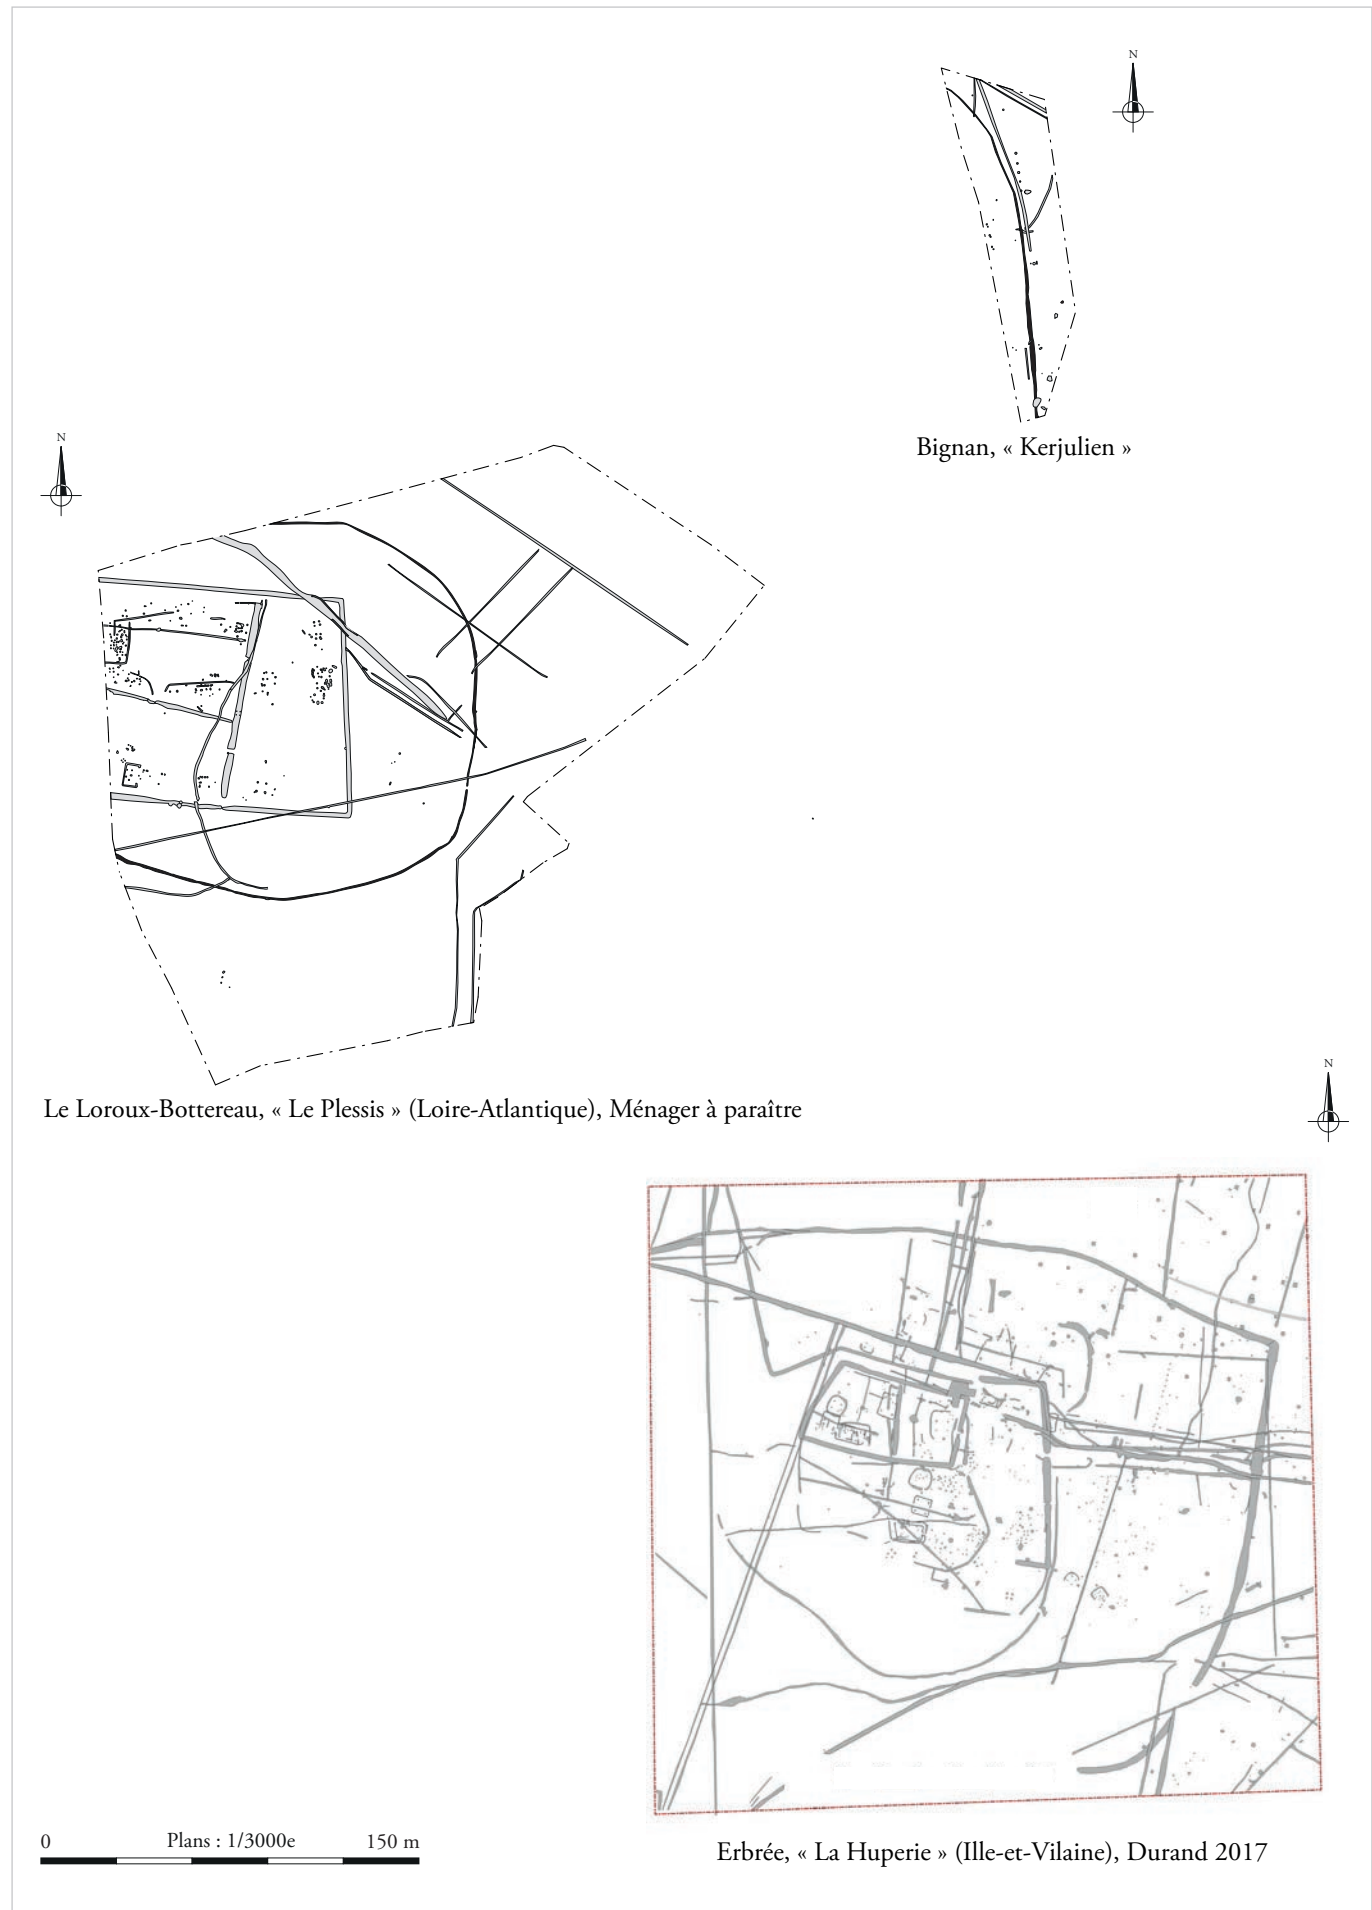 N
Bignan, « Kerjulien »
N
Le Loroux-Bottereau, « Le Plessis » (Loire-Atlantique), Ménager à paraître
N
0 Plans : 1/3000e 150 m
Erbrée, « La Huperie » (Ille-et-Vilaine), Durand 2017